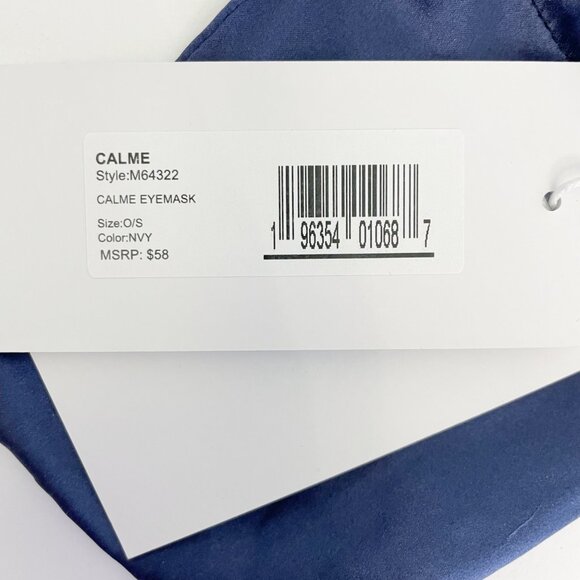 CALME
Style:M64322
CALME EYEMASK
Size:O/S
Color:NVY
MSRP: $58
1 96354 01068 7